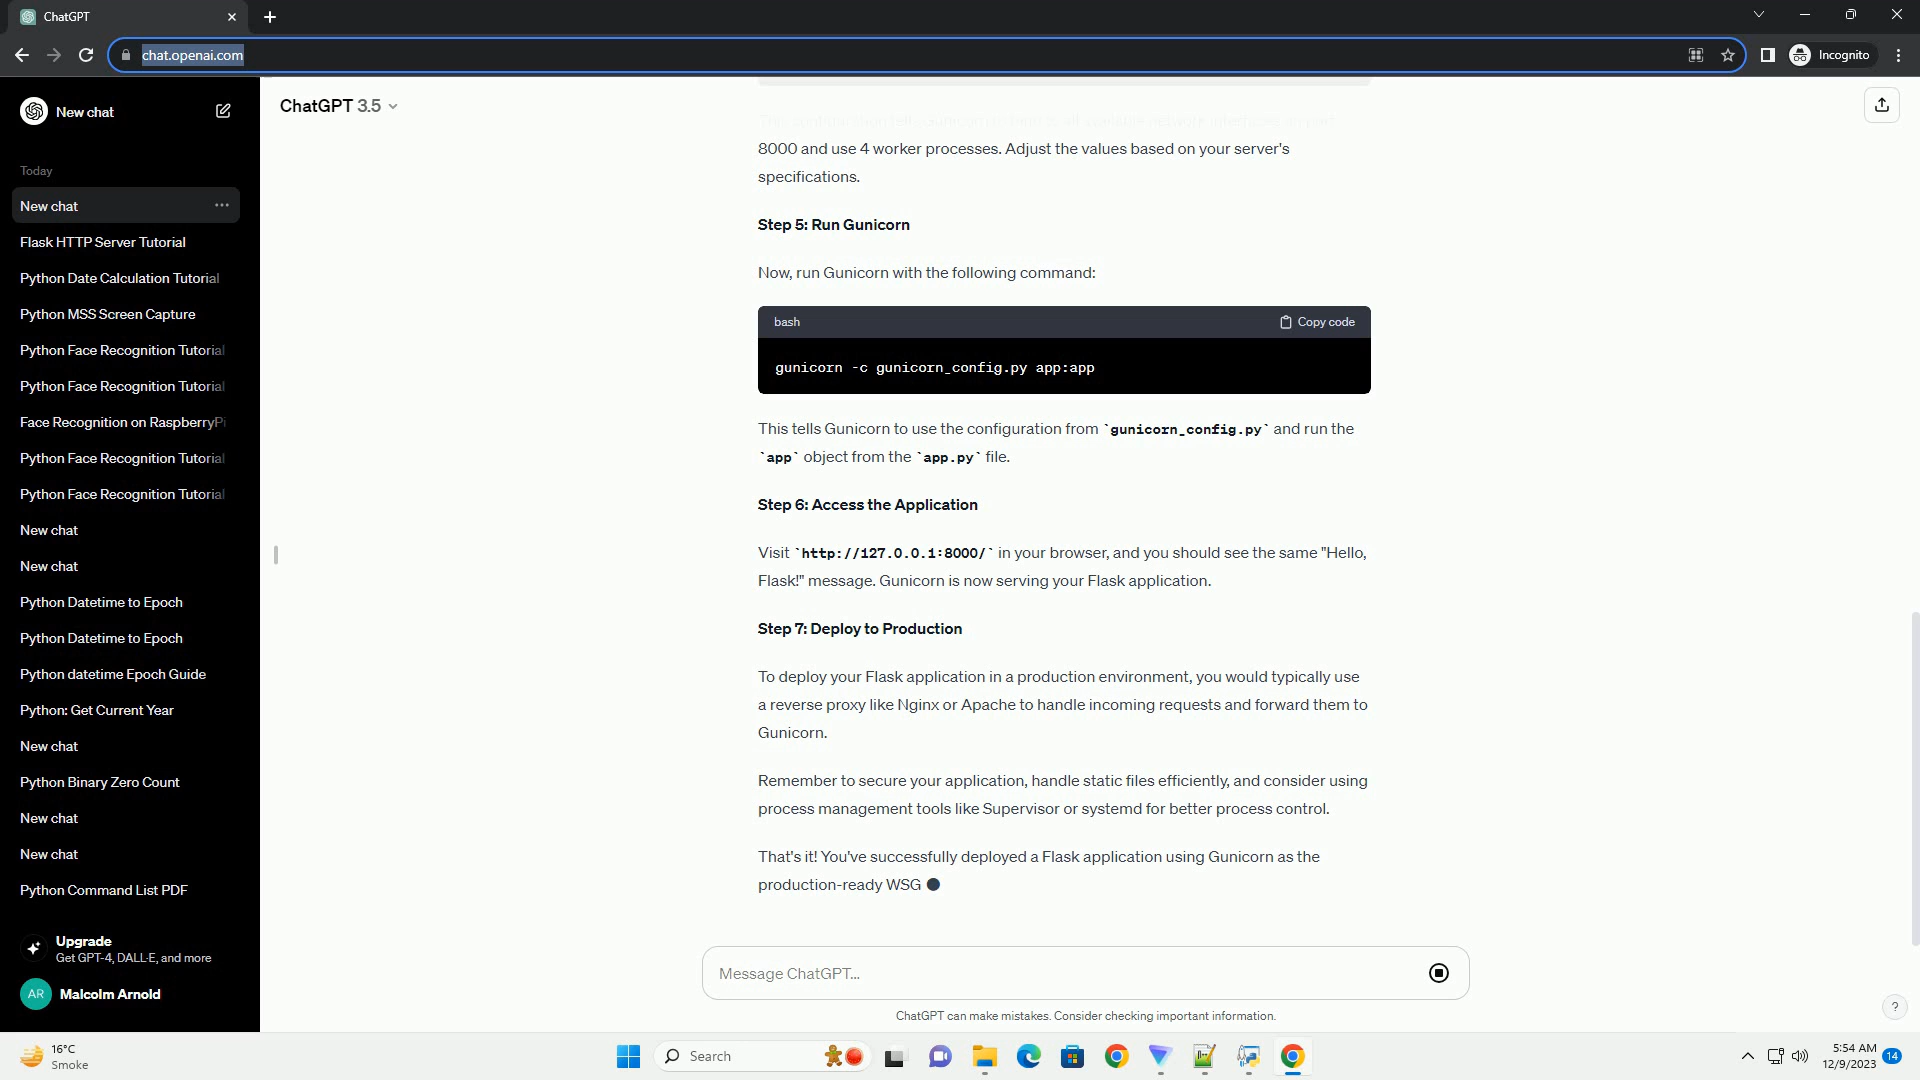 ChatGPT
chat.openai.com
Incognito
New chat
Today
New chat
Flask HTTP Server Tutorial
Python Date Calculation Tutorial
Python MSS Screen Capture
Python Face Recognition Tutorial
Python Face Recognition Tutorial
Face Recognition on RaspberryPi
Python Face Recognition Tutorial
Python Face Recognition Tutorial
New chat
New chat
Python Datetime to Epoch
Python Datetime to Epoch
Python datetime Epoch Guide
Python: Get Current Year
New chat
Python Binary Zero Count
New chat
New chat
Python Command List PDF
Upgrade
Get GPT-4, DALL·E, and more
AR
Malcolm Arnold
ChatGPT 3.5
8000 and use 4 worker processes. Adjust the values based on your server's
specifications.
Step 5: Run Gunicorn
Now, run Gunicorn with the following command:
bash
Copy code
gunicorn -c gunicorn_config.py app:app
This tells Gunicorn to use the configuration from `gunicorn_config.py` and run the
`app` object from the `app.py` file.
Step 6: Access the Application
Visit `http://127.0.0.1:8000/` in your browser, and you should see the same "Hello,
Flask!" message. Gunicorn is now serving your Flask application.
Step 7: Deploy to Production
To deploy your Flask application in a production environment, you would typically use
a reverse proxy like Nginx or Apache to handle incoming requests and forward them to
Gunicorn.
Remember to secure your application, handle static files efficiently, and consider using
process management tools like Supervisor or systemd for better process control.
That's it! You've successfully deployed a Flask application using Gunicorn as the
production-ready WSG
Message ChatGPT...
ChatGPT can make mistakes. Consider checking important information.
?
16°C
Smoke
Search
5:54 AM
12/9/2023
14